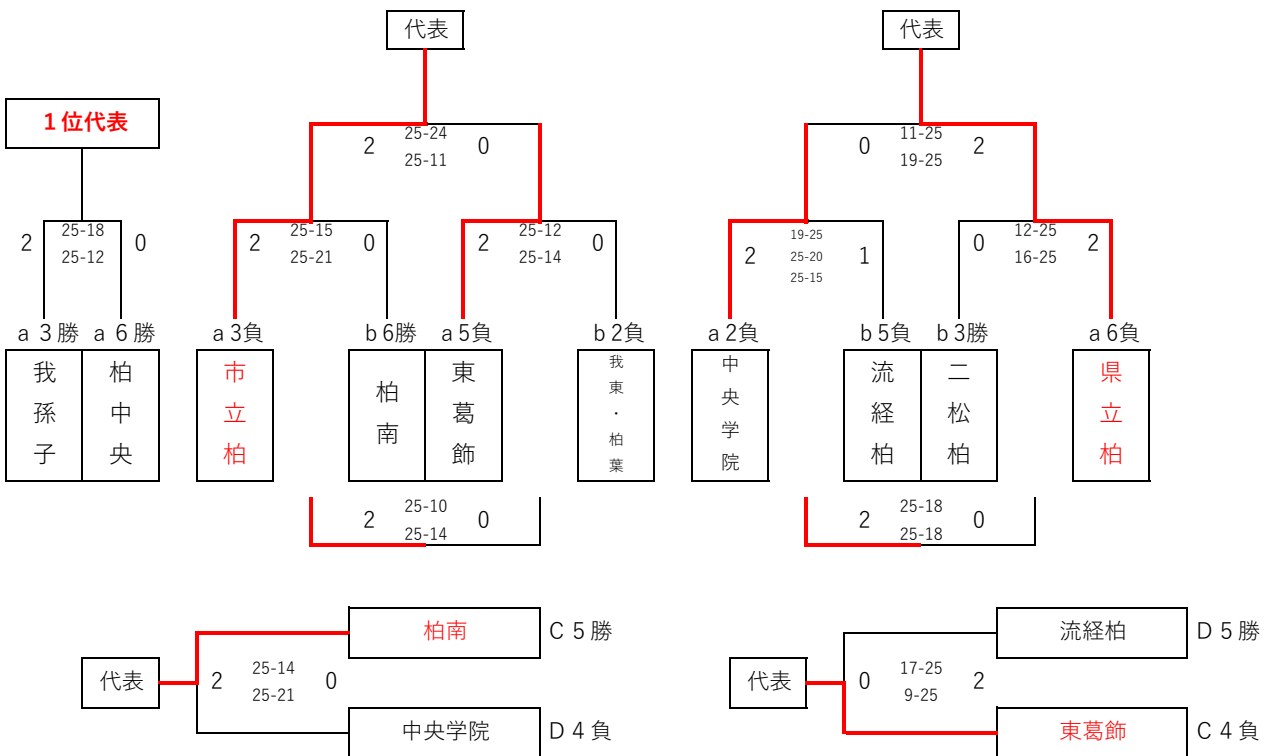 代表
代表
１位代表
2 25-24 0
25-11
0 11-25 2
19-25
2 25-18 0
25-12
2 25-15 0
25-21
2 25-12 0
25-14
2 19-25 1
25-20
25-15
0 12-25 2
16-25
a ３勝
a ６勝
a 3負
b 6勝
a 5負
b 2負
a 2負
b 5負
b 3勝
a 6負
我孫子
柏中央
市立柏
柏南
東葛飾
我東・柏葉
中央学院
流経柏
二松柏
県立柏
2 25-10 0
25-14
2 25-18 0
25-18
柏南 C 5勝
代表 2 25-14 0
25-21
中央学院 D 4負
流経柏 D 5勝
代表 0 17-25 2
9-25
東葛飾 C 4負